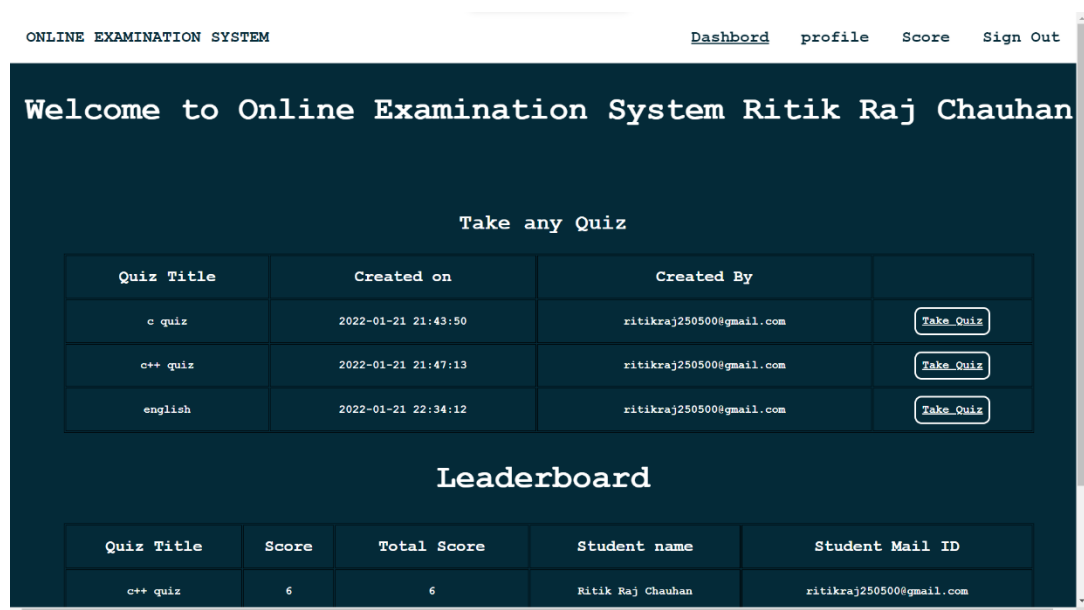 ONLINE EXAMINATION SYSTEM Dashbord profile Score Sign Out
Welcome to Online Examination System Ritik Raj Chauhan
Take any Quiz
Quiz Title Created on Created By
c quiz 2022-01-21 21:43:50 ritikraj250500@gmail.com Take Quiz
c++ quiz 2022-01-21 21:47:13 ritikraj250500@gmail.com Take Quiz
english 2022-01-21 22:34:12 ritikraj250500@gmail.com Take Quiz
Leaderboard
Quiz Title Score Total Score Student name Student Mail ID
c++ quiz 6 6 Ritik Raj Chauhan ritikraj250500@gmail.com